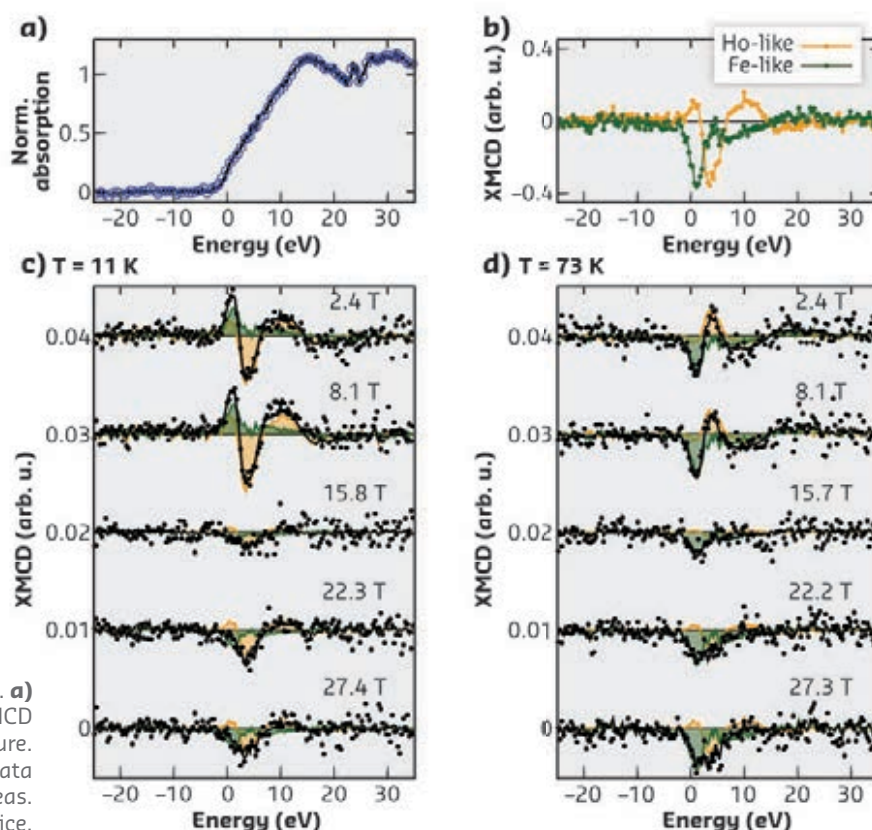 a)
Norm.
absorption
1
0.5
0
−20 −10 0 10 20 30
Energy (eV)
b)
XMCD (arb. u.)
0.4
0
−0.4
Ho-like
Fe-like
−20 −10 0 10 20 30
Energy (eV)
c) T = 11 K
XMCD (arb. u.)
2.4 T
0.04
8.1 T
0.03
15.8 T
0.02
22.3 T
0.01
27.4 T
0
−20 −10 0 10 20 30
Energy (eV)
d) T = 73 K
XMCD (arb. u.)
2.4 T
0.04
8.1 T
0.03
15.7 T
0.02
22.2 T
0.01
27.3 T
0
−20 −10 0 10 20 30
Energy (eV)
. a)
MCD
ure.
ata
eas.
ice.